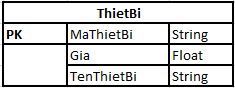 ThietBi
PK MaThietBi String
Gia Float
TenThietBi String